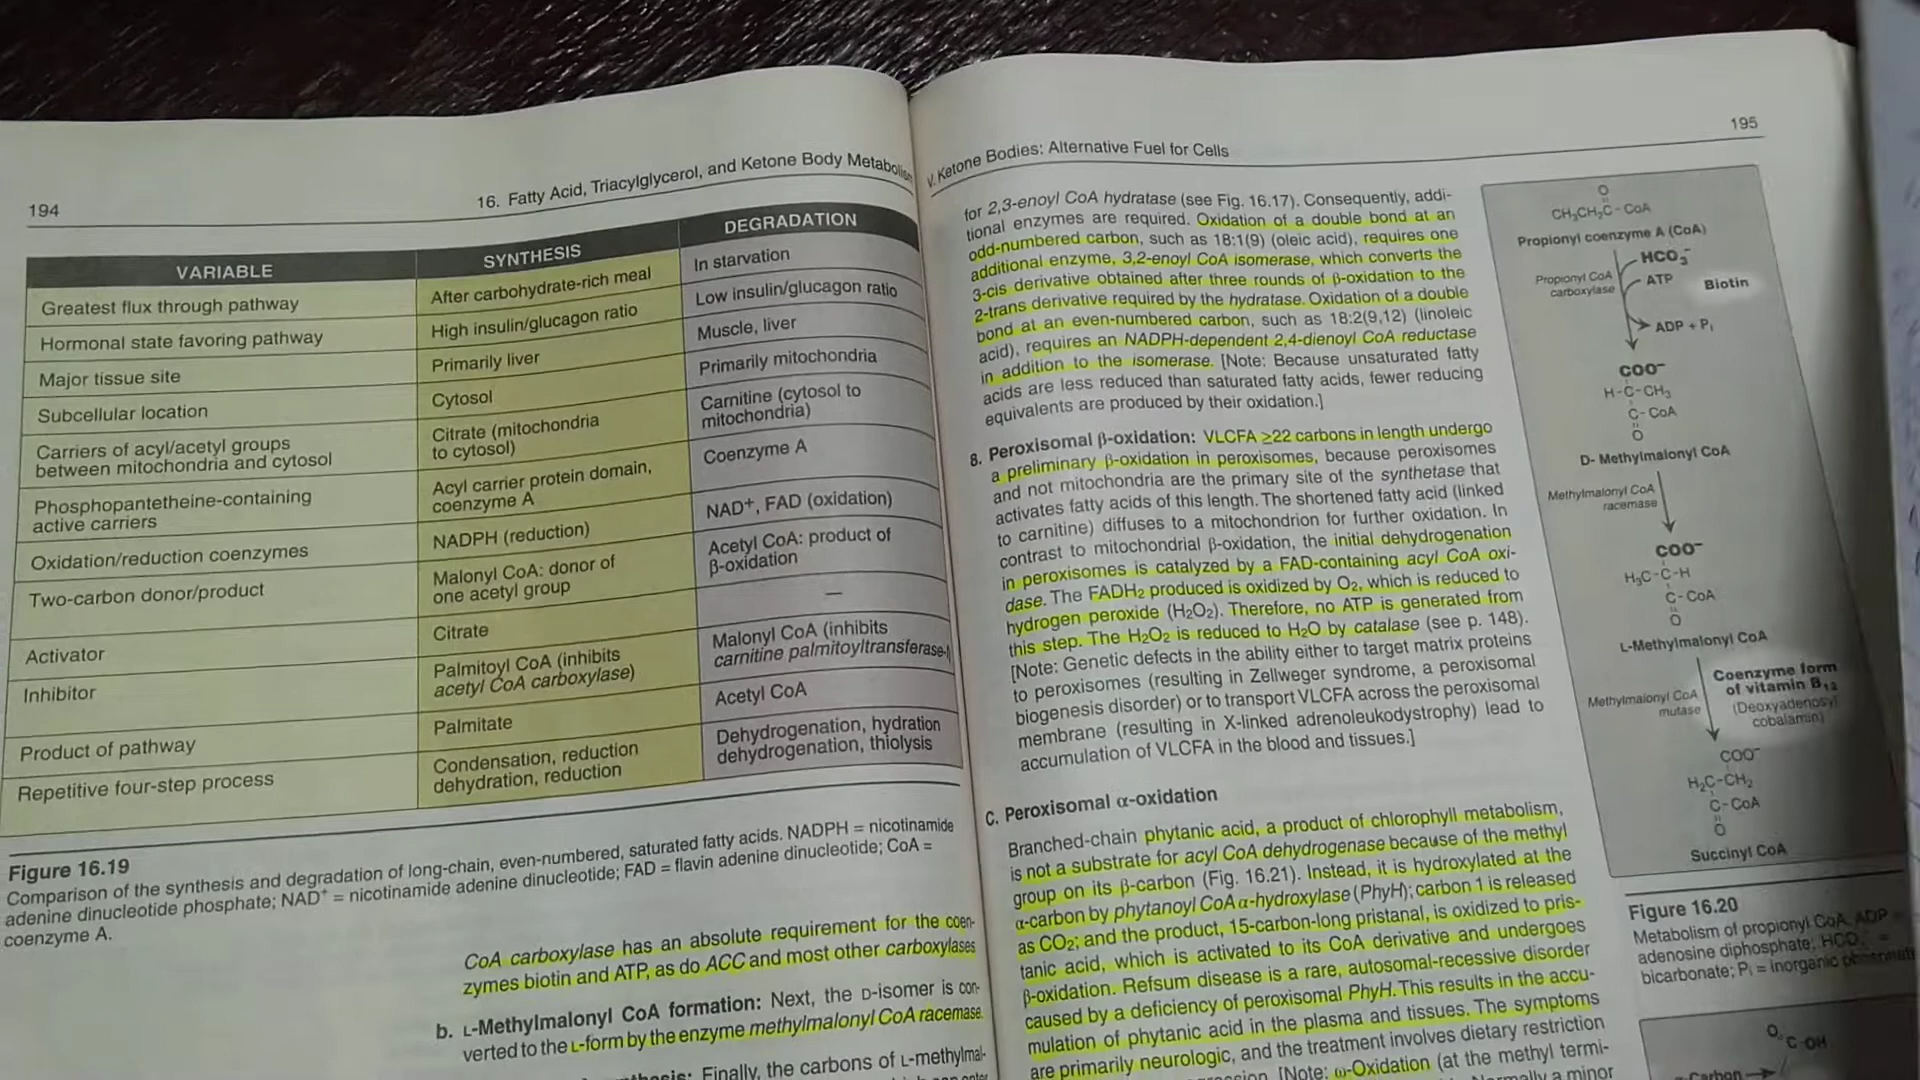 194
16. Fatty Acid, Triacylglycerol, and Ketone Body
VARIABLE SYNTHESIS DEGRADATION
Greatest flux through pathway After carbohydrate-rich meal In starvation
Hormonal state favoring pathway High insulin/glucagon ratio Low insulin/glucagon ratio
Major tissue site Primarily liver Muscle, liver
Subcellular location Cytosol Primarily mitochondria
Carriers of acyl/acetyl groups
between mitochondria and cytosol
Citrate (mitochondria
to cytosol)
Carnitine (cytosol to
mitochondria)
Phosphopantetheine-containing
active carriers
Acyl carrier protein domain,
coenzyme A
Coenzyme A
Oxidation/reduction coenzymes NADPH (reduction) NAD⁺, FAD (oxidation)
Two-carbon donor/product
Malonyl CoA: donor of
one acetyl group
Acetyl CoA: product of
β-oxidation
Activator Citrate —
Inhibitor
Palmitoyl CoA (inhibits
acetyl CoA carboxylase)
Malonyl CoA (inhibits
carnitine palmitoyltransferase-I)
Product of pathway Palmitate Acetyl CoA
Repetitive four-step process
Condensation, reduction
dehydration, reduction
Dehydrogenation, hydration
dehydrogenation, thiolysis
Figure 16.19
Comparison of the synthesis and degradation of long-chain, even-numbered, saturated fatty acids. NADPH = nicotinamide
adenine dinucleotide phosphate; NAD⁺ = nicotinamide adenine dinucleotide; FAD = flavin adenine dinucleotide; CoA =
coenzyme A.
CoA carboxylase has an absolute requirement for the coen-
zymes biotin and ATP, as do ACC and most other carboxylases
b. L-Methylmalonyl CoA formation: Next, the D-isomer is con-
verted to the L-form by the enzyme methylmalonyl CoA racemase.
Finally, the carbons of L-methylmal-
V. Ketone Bodies: Alternative Fuel for Cells
195
for 2,3-enoyl CoA hydratase (see Fig. 16.17). Consequently, addi-
tional enzymes are required. Oxidation of a double bond at an
odd-numbered carbon, such as 18:1(9) (oleic acid), requires one
additional enzyme, 3,2-enoyl CoA isomerase, which converts the
3-cis derivative obtained after three rounds of β-oxidation to the
2-trans derivative required by the hydratase. Oxidation of a double
bond at an even-numbered carbon, such as 18:2(9,12) (linoleic
acid), requires an NADPH-dependent 2,4-dienoyl CoA reductase
in addition to the isomerase. [Note: Because unsaturated fatty
acids are less reduced than saturated fatty acids, fewer reducing
equivalents are produced by their oxidation.]
8. Peroxisomal β-oxidation: VLCFA ≥22 carbons in length undergo
a preliminary β-oxidation in peroxisomes, because peroxisomes
and not mitochondria are the primary site of the synthetase that
activates fatty acids of this length. The shortened fatty acid (linked
to carnitine) diffuses to a mitochondrion for further oxidation. In
contrast to mitochondrial β-oxidation, the initial dehydrogenation
in peroxisomes is catalyzed by a FAD-containing acyl CoA oxi-
dase. The FADH₂ produced is oxidized by O₂, which is reduced to
hydrogen peroxide (H₂O₂). Therefore, no ATP is generated from
this step. The H₂O₂ is reduced to H₂O by catalase (see p. 148).
[Note: Genetic defects in the ability either to target matrix proteins
to peroxisomes (resulting in Zellweger syndrome, a peroxisomal
biogenesis disorder) or to transport VLCFA across the peroxisomal
membrane (resulting in X-linked adrenoleukodystrophy) lead to
accumulation of VLCFA in the blood and tissues.]
C. Peroxisomal α-oxidation
Branched-chain phytanic acid, a product of chlorophyll metabolism,
is not a substrate for acyl CoA dehydrogenase because of the methyl
group on its β-carbon (Fig. 16.21). Instead, it is hydroxylated at the
α-carbon by phytanoyl CoA α-hydroxylase (PhyH); carbon 1 is released
as CO₂; and the product, 15-carbon-long pristanal, is oxidized to pris-
tanic acid, which is activated to its CoA derivative and undergoes
β-oxidation. Refsum disease is a rare, autosomal-recessive disorder
caused by a deficiency of peroxisomal PhyH. This results in the accu-
mulation of phytanic acid in the plasma and tissues. The symptoms
are primarily neurologic, and the treatment involves dietary restriction
[Note: ω-Oxidation (at the methyl termi-
a minor
O
CH₃CH₂C - CoA
Propionyl coenzyme A (CoA)
HCO₃⁻
Propionyl CoA
carboxylase
ATP
Biotin
ADP + Pᵢ
COO⁻
H-C-CH₃
C-CoA
O
D- Methylmalonyl CoA
Methylmalonyl CoA
racemase
COO⁻
H₃C-C-H
C-CoA
O
L-Methylmalonyl CoA
Methylmalonyl CoA
mutase
Coenzyme form
of vitamin B₁₂
(Deoxyadenosyl
cobalamin)
COO⁻
H₂C-CH₂
C-CoA
O
Succinyl CoA
Figure 16.20
Metabolism of propionyl CoA. ADP =
adenosine diphosphate; HCO₃⁻ =
bicarbonate; Pᵢ = inorganic phosphate
O
C-OH
Carbon